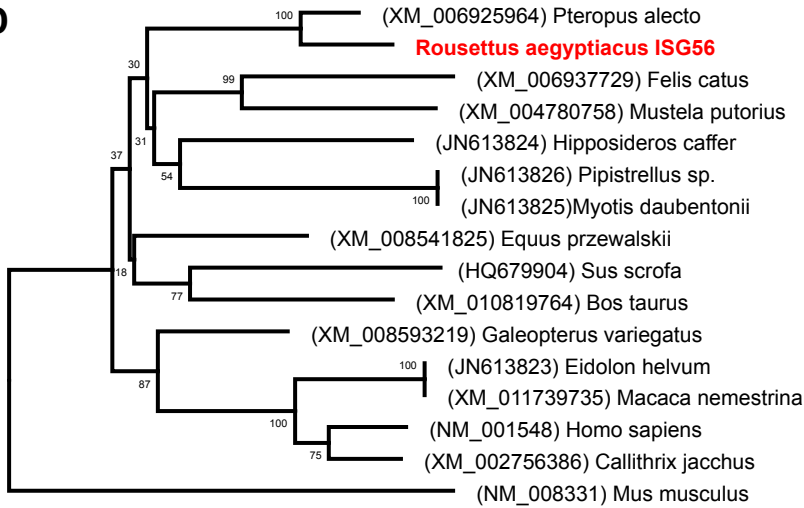 100
(XM_006925964) Pteropus alecto
Rousettus aegyptiacus ISG56
30
99
(XM_006937729) Felis catus
(XM_004780758) Mustela putorius
31
(JN613824) Hipposideros caffer
37
54
(JN613826) Pipistrellus sp.
100
(JN613825)Myotis daubentonii
(XM_008541825) Equus przewalskii
18
(HQ679904) Sus scrofa
77
(XM_010819764) Bos taurus
(XM_008593219) Galeopterus variegatus
100
(JN613823) Eidolon helvum
87
(XM_011739735) Macaca nemestrina
100
(NM_001548) Homo sapiens
75
(XM_002756386) Callithrix jacchus
(NM_008331) Mus musculus